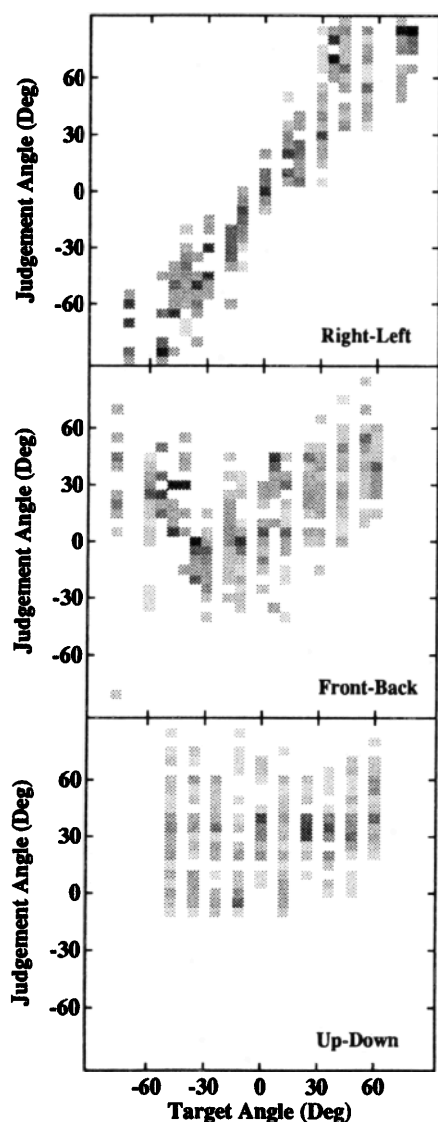 Judgement Angle (Deg)
60
30
0
-30
-60
Right-Left
Judgement Angle (Deg)
60
30
0
-30
-60
Front-Back
Judgement Angle (Deg)
60
30
0
-30
-60
Up-Down
-60 -30 0 30 60
Target Angle (Deg)